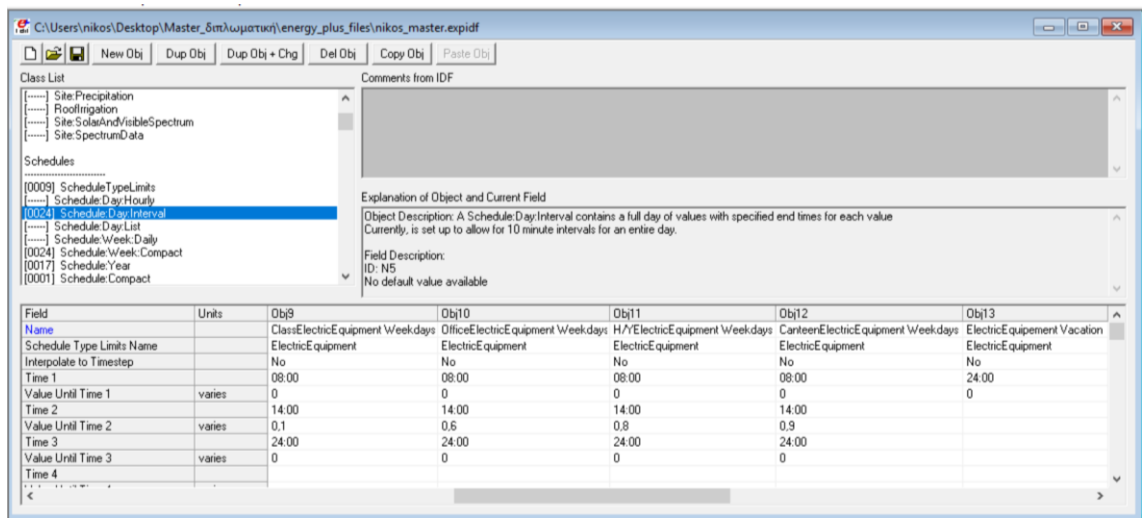 C:\Users\nikos\Desktop\Master_διπλωματική\energy_plus_files\nikos_master.expidf
New Obj Dup Obj Dup Obj + Chg Del Obj Copy Obj Paste Obj
Class List
[------] Site:Precipitation
[------] RoofIrrigation
[------] Site:SolarAndVisibleSpectrum
[------] Site:SpectrumData
Schedules
--------------------------
[0009] ScheduleTypeLimits
[------] Schedule:Day:Hourly
[0024] Schedule:Day:Interval
[------] Schedule:Day:List
[------] Schedule:Week:Daily
[0024] Schedule:Week:Compact
[0017] Schedule:Year
[0001] Schedule:Compact
Comments from IDF
Explanation of Object and Current Field
Object Description: A Schedule:Day:Interval contains a full day of values with specified end times for each value
Currently, is set up to allow for 10 minute intervals for an entire day.
Field Description:
ID: N5
No default value available
Field Units Obj9 Obj10 Obj11 Obj12 Obj13
Name ClassElectricEquipment Weekdays OfficeElectricEquipment Weekdays H/YElectricEquipment Weekdays CanteenElectricEquipment Weekdays ElectricEquipement Vacation
Schedule Type Limits Name ElectricEquipment ElectricEquipment ElectricEquipment ElectricEquipment ElectricEquipment
Interpolate to Timestep No No No No No
Time 1 08:00 08:00 08:00 08:00 24:00
Value Until Time 1 varies 0 0 0 0 0
Time 2 14:00 14:00 14:00 14:00
Value Until Time 2 varies 0,1 0,6 0,8 0,9
Time 3 24:00 24:00 24:00 24:00
Value Until Time 3 varies 0 0 0 0
Time 4